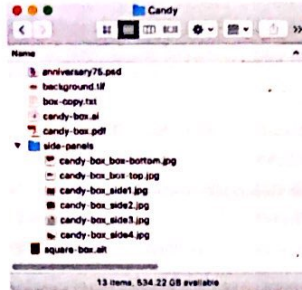 Candy
Name
anniversary75.psd
background.tif
box-copy.txt
candy-box.ai
candy-box.pdf
side-panels
candy-box_box-bottom.jpg
candy-box_box-top.jpg
candy-box_side1.jpg
candy-box_side2.jpg
candy-box_side3.jpg
candy-box_side4.jpg
square-box.ait
13 items, 534.22 GB available